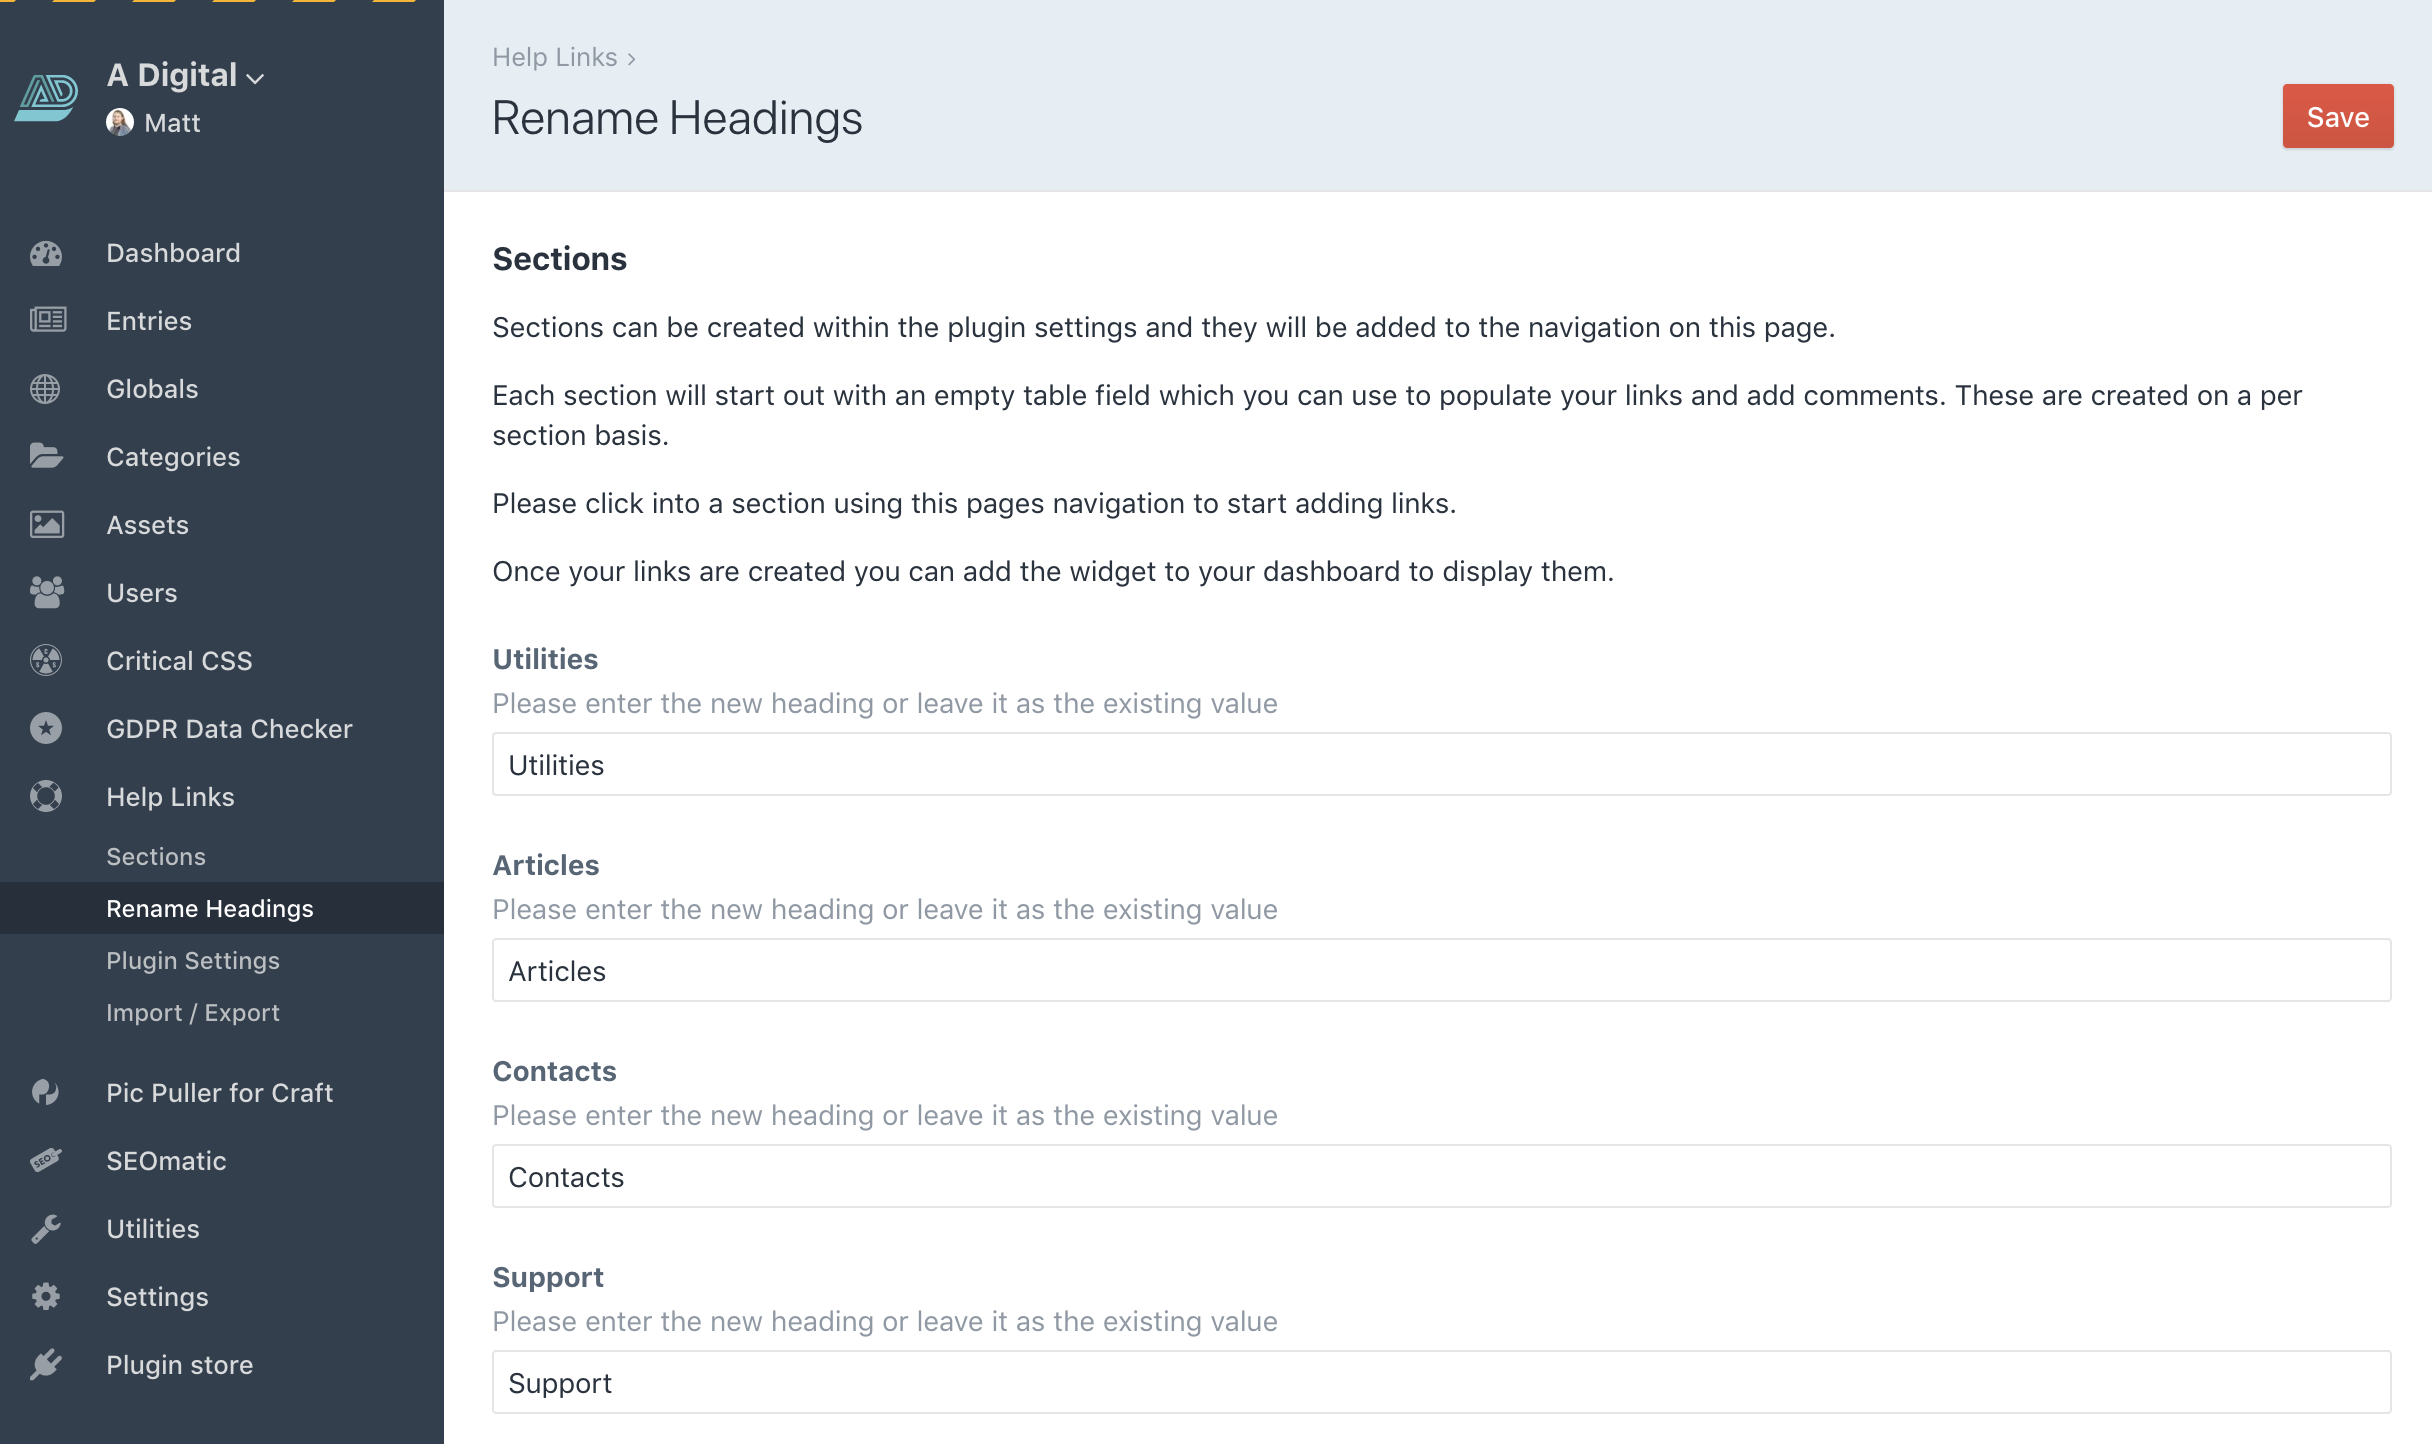 A Digital
Matt
Dashboard
Entries
Globals
Categories
Assets
Users
Critical CSS
GDPR Data Checker
Help Links
Sections
Rename Headings
Plugin Settings
Import / Export
Pic Puller for Craft
SEO
SEOmatic
Utilities
Settings
Plugin store
Help Links ›
Rename Headings
Save
Sections
Sections can be created within the plugin settings and they will be added to the navigation on this page.
Each section will start out with an empty table field which you can use to populate your links and add comments. These are created on a per
section basis.
Please click into a section using this pages navigation to start adding links.
Once your links are created you can add the widget to your dashboard to display them.
Utilities
Please enter the new heading or leave it as the existing value
Utilities
Articles
Please enter the new heading or leave it as the existing value
Articles
Contacts
Please enter the new heading or leave it as the existing value
Contacts
Support
Please enter the new heading or leave it as the existing value
Support